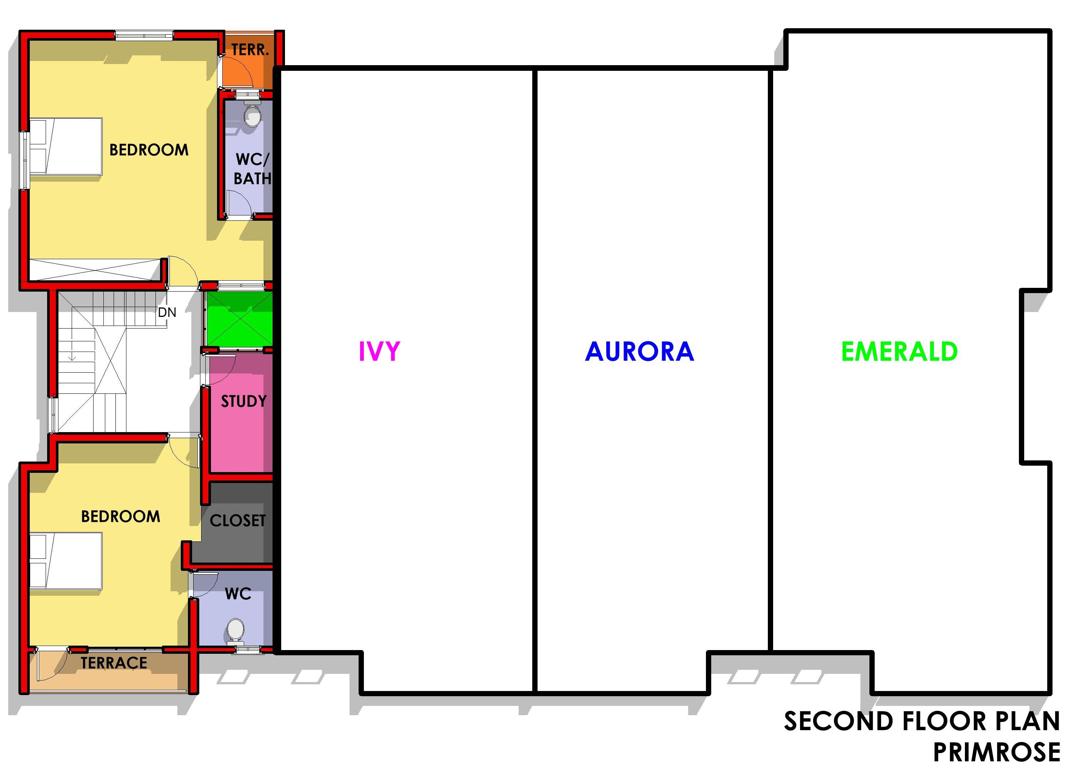 TERR.
BEDROOM
WC/
BATH
DN
IVY
AURORA
EMERALD
STUDY
BEDROOM
CLOSET
WC
TERRACE
SECOND FLOOR PLAN
PRIMROSE